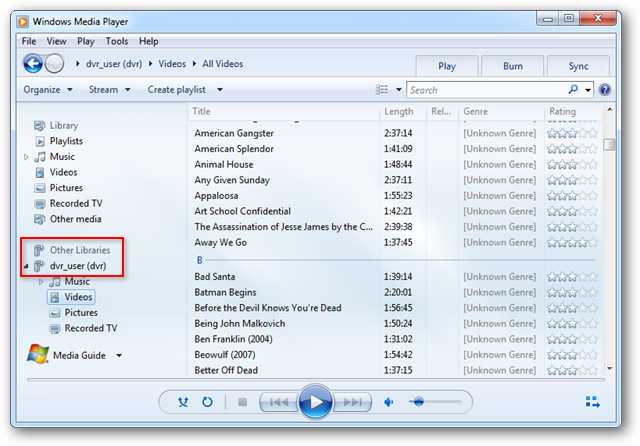 Windows Media Player
File View Play Tools Help
dvr_user (dvr) Videos All Videos Play Burn Sync
Organize Stream Create playlist Search
Title Length Rel... Genre Rating
American Gangster 2:37:14 [Unknown Genre]
American Splendor 1:41:09 [Unknown Genre]
Animal House 1:48:44 [Unknown Genre]
Any Given Sunday 2:37:11 [Unknown Genre]
Appaloosa 1:55:23 [Unknown Genre]
Art School Confidential 1:42:21 [Unknown Genre]
The Assassination of Jesse James by the C... 2:39:38 [Unknown Genre]
Away We Go 1:37:45 [Unknown Genre]
B
Bad Santa 1:39:14 [Unknown Genre]
Batman Begins 2:20:01 [Unknown Genre]
Before the Devil Knows You're Dead 1:56:45 [Unknown Genre]
Being John Malkovich 1:50:24 [Unknown Genre]
Ben Franklin (2004) 1:31:02 [Unknown Genre]
Beowulf (2007) 1:54:42 [Unknown Genre]
Better Off Dead 1:37:15 [Unknown Genre]
Library
Playlists
Music
Videos
Pictures
Recorded TV
Other media
Other Libraries
dvr_user (dvr)
Music
Videos
Pictures
Recorded TV
Media Guide